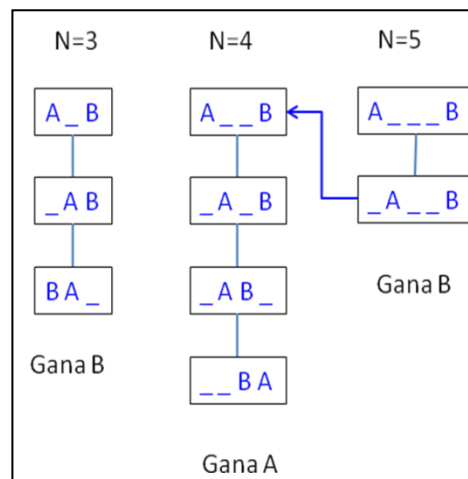 N=3
A _ B
_ A B
B A _
Gana B
N=4
A _ _ B
_ A _ B
_ A B _
_ _ B A
Gana A
N=5
A _ _ _ B
_ A _ _ B
Gana B